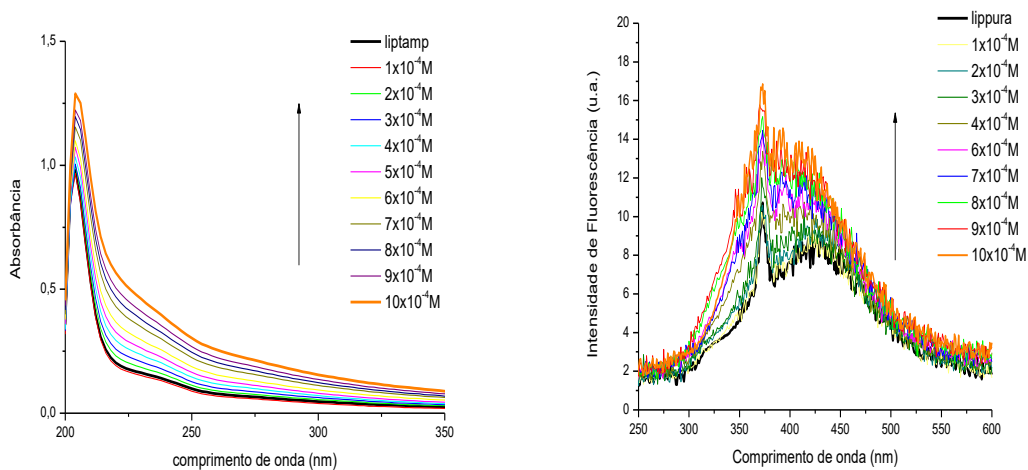 1,5
1,0
0,5
0,0
Absorbância
200
250
300
350
comprimento de onda (nm)
liptamp
1x10⁻⁴M
2x10⁻⁴M
3x10⁻⁴M
4x10⁻⁴M
5x10⁻⁴M
6x10⁻⁴M
7x10⁻⁴M
8x10⁻⁴M
9x10⁻⁴M
10x10⁻⁴M
20
18
16
14
12
10
8
6
4
2
0
Intensidade de Fluorescência (u.a.)
250
300
350
400
450
500
550
600
Comprimento de onda (nm)
lippura
1x10⁻⁴M
2x10⁻⁴M
3x10⁻⁴M
4x10⁻⁴M
6x10⁻⁴M
7x10⁻⁴M
8x10⁻⁴M
9x10⁻⁴M
10x10⁻⁴M